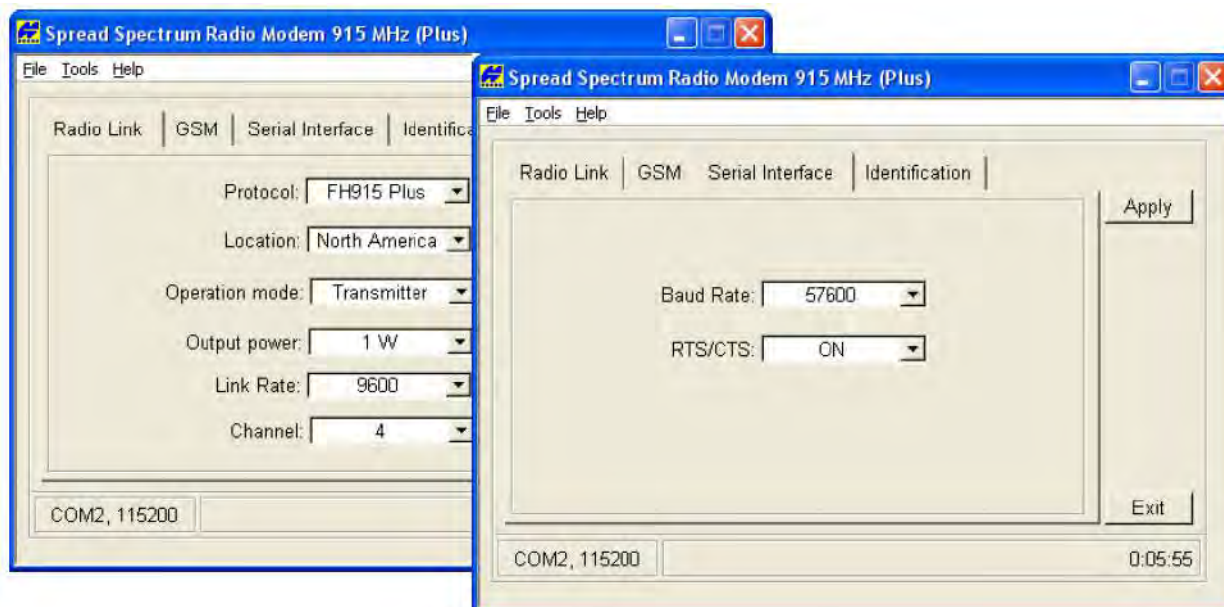 Spread Spectrum Radio Modem 915 MHz (Plus)
File Tools Help
Radio Link GSM Serial Interface Identifica
Protocol: FH915 Plus
Location: North America
Operation mode: Transmitter
Output power: 1 W
Link Rate: 9600
Channel: 4
COM2, 115200
Spread Spectrum Radio Modem 915 MHz (Plus)
File Tools Help
Radio Link GSM Serial Interface Identification
Apply
Baud Rate: 57600
RTS/CTS: ON
Exit
COM2, 115200 0:05:55